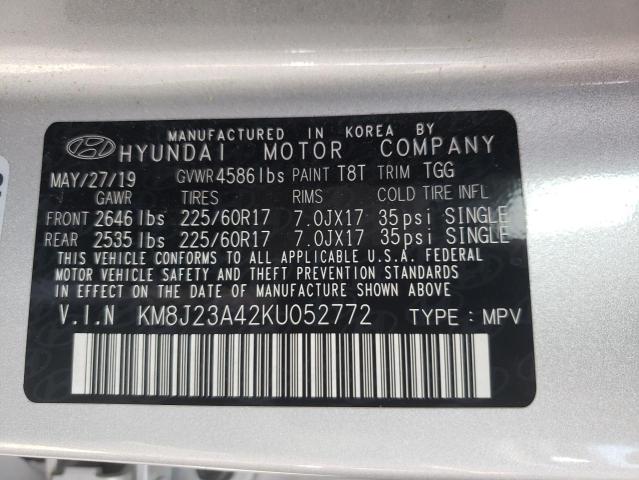 MANUFACTURED IN KOREA BY
HYUNDAI MOTOR COMPANY
MAY/27/19 GVWR 4586 lbs PAINT T8T TRIM TGG
GAWR TIRES RIMS COLD TIRE INFL
FRONT 2646 lbs 225/60R17 7.0JX17 35psi SINGLE
REAR 2535 lbs 225/60R17 7.0JX17 35psi SINGLE
THIS VEHICLE CONFORMS TO ALL APPLICABLE U.S.A. FEDERAL
MOTOR VEHICLE SAFETY AND THEFT PREVENTION STANDARDS
IN EFFECT ON THE DATE OF MANUFACTURE SHOWN ABOVE.
V.I.N KM8J23A42KU052772 TYPE : MPV